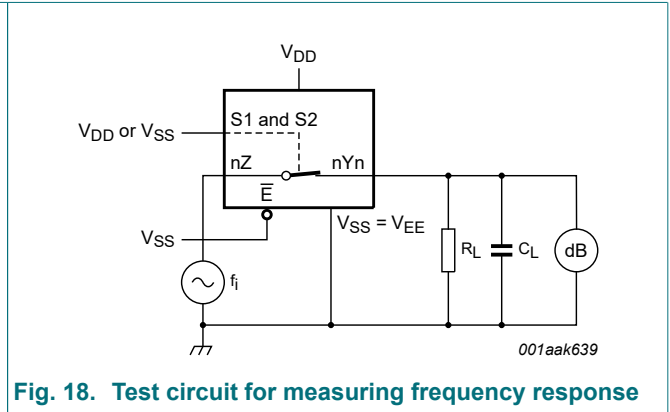 VDD
S1 and S2
VDD or VSS
nZ
nYn
E
VSS = VEE
VSS
RL
CL
dB
fi
001aak639
Fig. 18. Test circuit for measuring frequency response